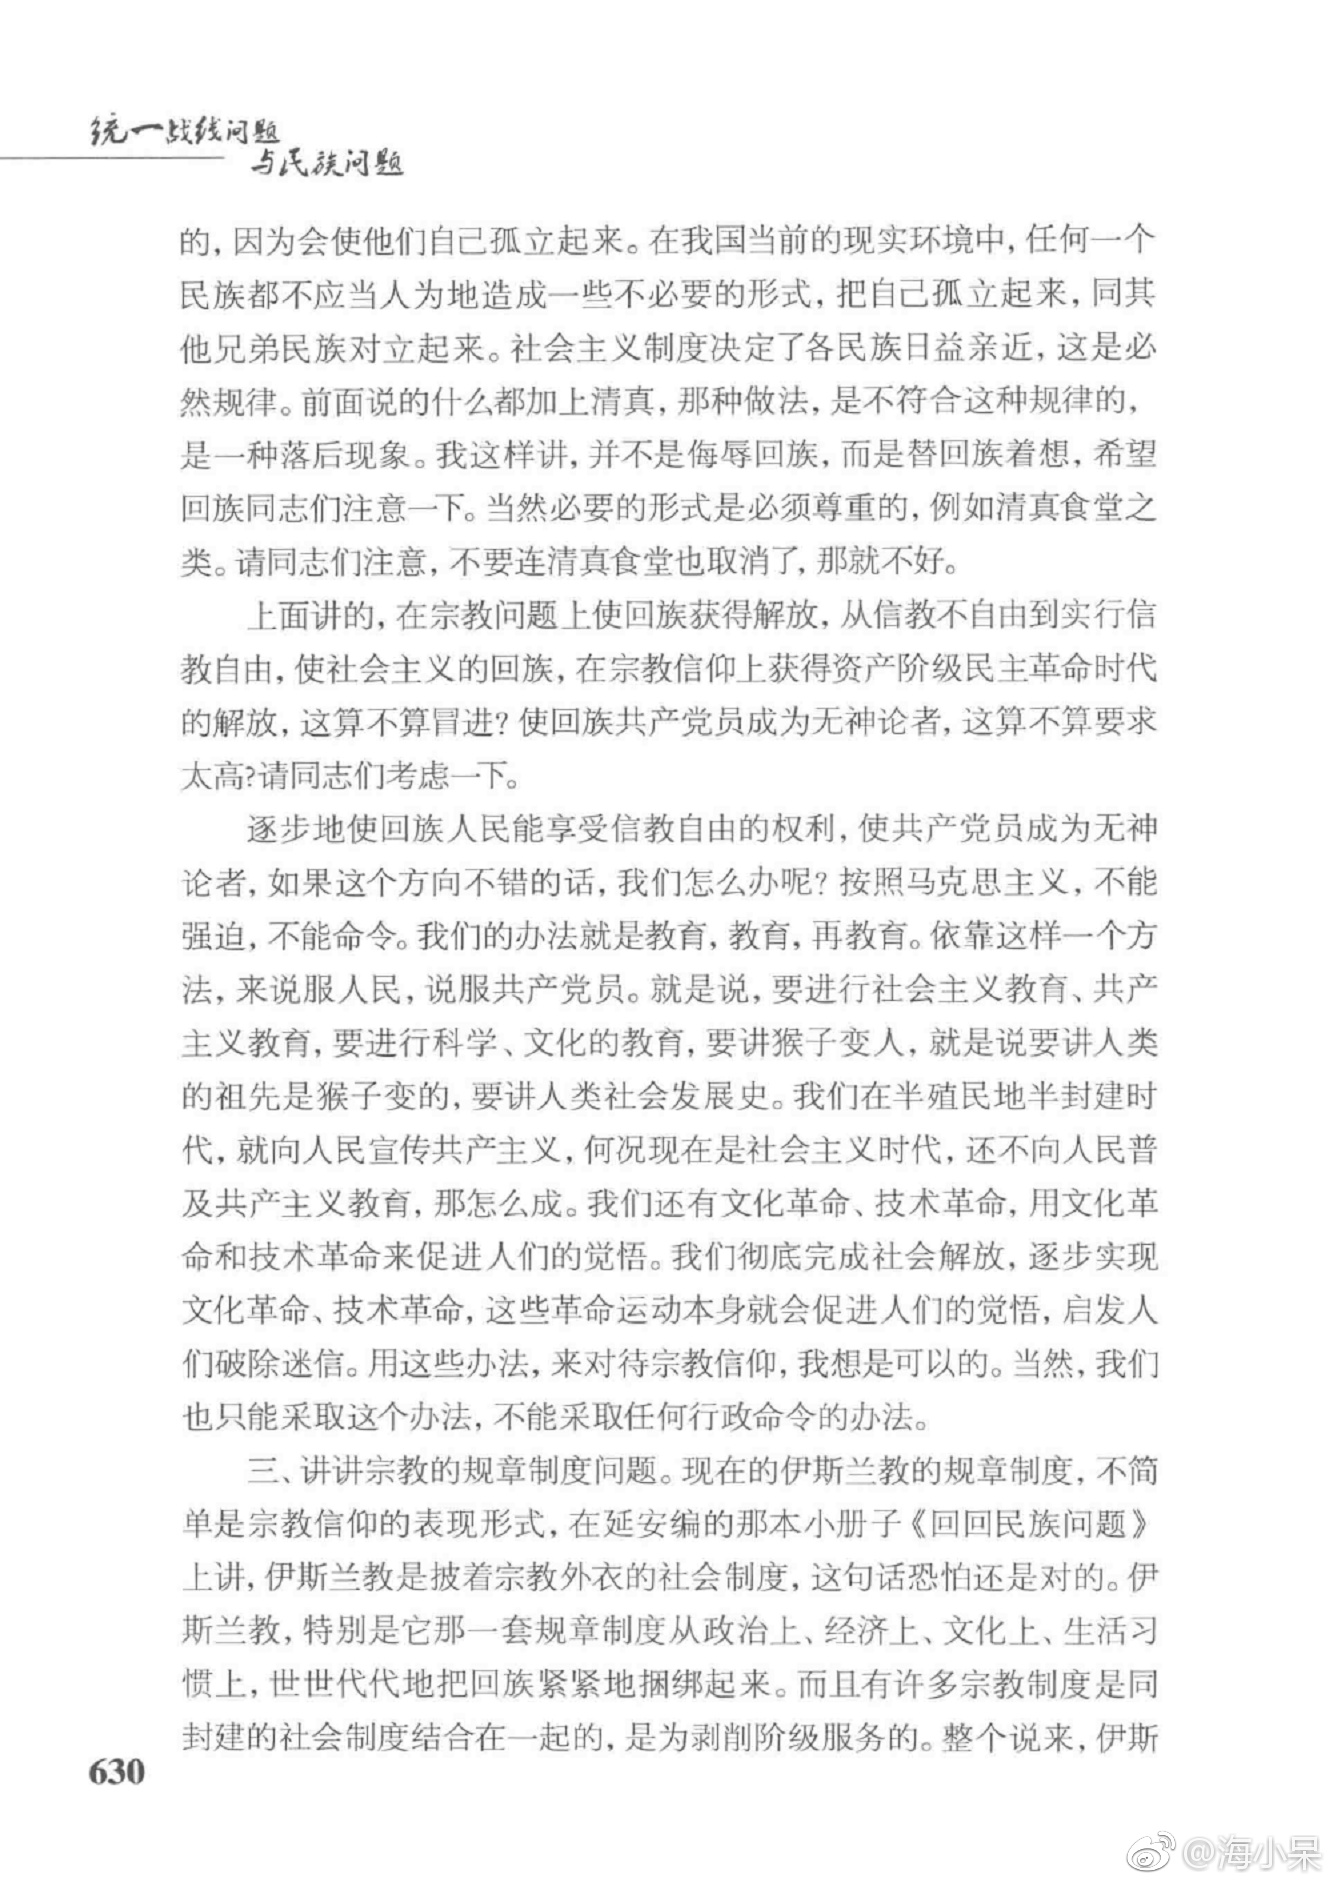 统一战线问题
与民族问题
的，因为会使他们自己孤立起来。在我国当前的现实环境中，任何一个
民族都不应当人为地造成一些不必要的形式，把自己孤立起来，同其
他兄弟民族对立起来。社会主义制度决定了各民族日益亲近，这是必
然规律。前面说的什么都加上清真，那种做法，是不符合这种规律的，
是一种落后现象。我这样讲，并不是侮辱回族，而是替回族着想，希望
回族同志们注意一下。当然必要的形式是必须尊重的，例如清真食堂之
类。请同志们注意，不要连清真食堂也取消了，那就不好。
上面讲的，在宗教问题上使回族获得解放，从信教不自由到实行信
教自由，使社会主义的回族，在宗教信仰上获得资产阶级民主革命时代
的解放，这算不算冒进？使回族共产党员成为无神论者，这算不算要求
太高？请同志们考虑一下。
逐步地使回族人民能享受信教自由的权利，使共产党员成为无神
论者，如果这个方向不错的话，我们怎么办呢？按照马克思主义，不能
强迫，不能命令。我们的办法就是教育，教育，再教育。依靠这样一个方
法，来说服人民，说服共产党员。就是说，要进行社会主义教育、共产
主义教育，要进行科学、文化的教育，要讲猴子变人，就是说要讲人类
的祖先是猴子变的，要讲人类社会发展史。我们在半殖民地半封建时
代，就向人民宣传共产主义，何况现在是社会主义时代，还不向人民普
及共产主义教育，那怎么成。我们还有文化革命、技术革命，用文化革
命和技术革命来促进人们的觉悟。我们彻底完成社会解放，逐步实现
文化革命、技术革命，这些革命运动本身就会促进人们的觉悟，启发人
们破除迷信。用这些办法，来对待宗教信仰，我想是可以的。当然，我们
也只能采取这个办法，不能采取任何行政命令的办法。
三、讲讲宗教的规章制度问题。现在的伊斯兰教的规章制度，不简
单是宗教信仰的表现形式，在延安编的那本小册子《回回民族问题》
上讲，伊斯兰教是披着宗教外衣的社会制度，这句话恐怕还是对的。伊
斯兰教，特别是它那一套规章制度从政治上、经济上、文化上、生活习
惯上，世世代代地把回族紧紧地捆绑起来。而且有许多宗教制度是同
封建的社会制度结合在一起的，是为剥削阶级服务的。整个说来，伊斯
630
@海小呆